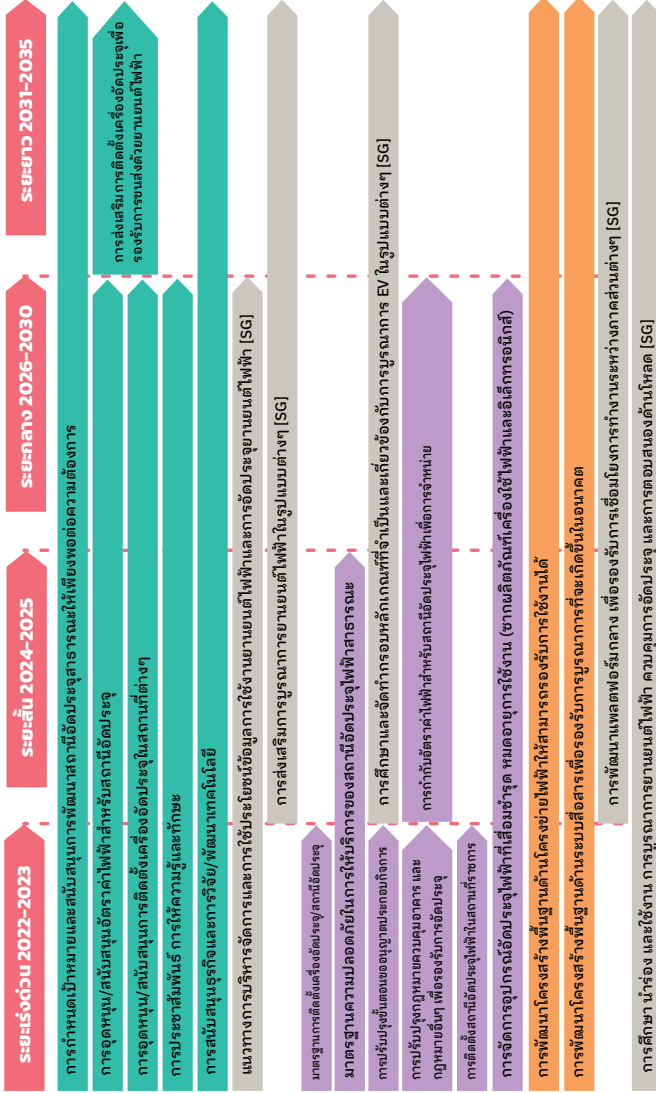 ระยะเร่งด่วน 2022-2023
ระยะสั้น 2024-2025
ระยะกลาง 2026-2030
ระยะยาว 2031-2035
การกำหนดเป้าหมายและสนับสนุนการพัฒนาสถานีอัดประจุสาธารณะให้เพียงพอต่อความต้องการ
การอุดหนุน/สนับสนุนอัตราค่าไฟฟ้าสำหรับสถานีอัดประจุ
การส่งเสริมการติดตั้งเครื่องอัดประจุเพื่อ
รองรับการขนส่งด้วยยานยนต์ไฟฟ้า
การอุดหนุน/สนับสนุนการติดตั้งเครื่องอัดประจุในสถานที่ต่างๆ
การประชาสัมพันธ์ การให้ความรู้และทักษะ
การสนับสนุนธุรกิจและการวิจัย/พัฒนาเทคโนโลยี
แนวทางการบริหารจัดการและการใช้ประโยชน์ข้อมูลการใช้งานยานยนต์ไฟฟ้าและการอัดประจุยานยนต์ไฟฟ้า [SG]
การส่งเสริมการบูรณาการยานยนต์ไฟฟ้าในรูปแบบต่างๆ [SG]
มาตรฐานการติดตั้งเครื่องอัดประจุ/สถานีอัดประจุ
มาตรฐานความปลอดภัยในการให้บริการของสถานีอัดประจุไฟฟ้าสาธารณะ
การปรับปรุงขั้นตอนขออนุญาตประกอบกิจการ
การศึกษาและจัดทำกรอบหลักเกณฑ์ที่จำเป็นและเกี่ยวข้องกับการบูรณาการ EV ในรูปแบบต่างๆ [SG]
การปรับปรุงกฎหมายควบคุมอาคาร และ
กฎหมายอื่นๆ เพื่อรองรับการอัดประจุ
การกำกับอัตราค่าไฟฟ้าสำหรับสถานีอัดประจุไฟฟ้าเพื่อการจำหน่าย
การติดตั้งสถานีอัดประจุไฟฟ้าในสถานที่ราชการ
การจัดการอุปกรณ์อัดประจุไฟฟ้าที่เสื่อมชำรุด หมดอายุการใช้งาน (ซากผลิตภัณฑ์เครื่องใช้ไฟฟ้าและอิเล็กทรอนิกส์)
การพัฒนาโครงสร้างพื้นฐานด้านโครงข่ายไฟฟ้าให้สามารถรองรับการใช้งานได้
การพัฒนาโครงสร้างพื้นฐานด้านระบบสื่อสารเพื่อรองรับการบูรณาการที่จะเกิดขึ้นในอนาคต
การพัฒนาแพลตฟอร์มกลาง เพื่อรองรับการเชื่อมโยงการทำงานระหว่างภาคส่วนต่างๆ [SG]
การศึกษา นำร่อง และใช้งาน การบูรณาการยานยนต์ไฟฟ้า ควบคุมการอัดประจุ และการตอบสนองด้านโหลด [SG]